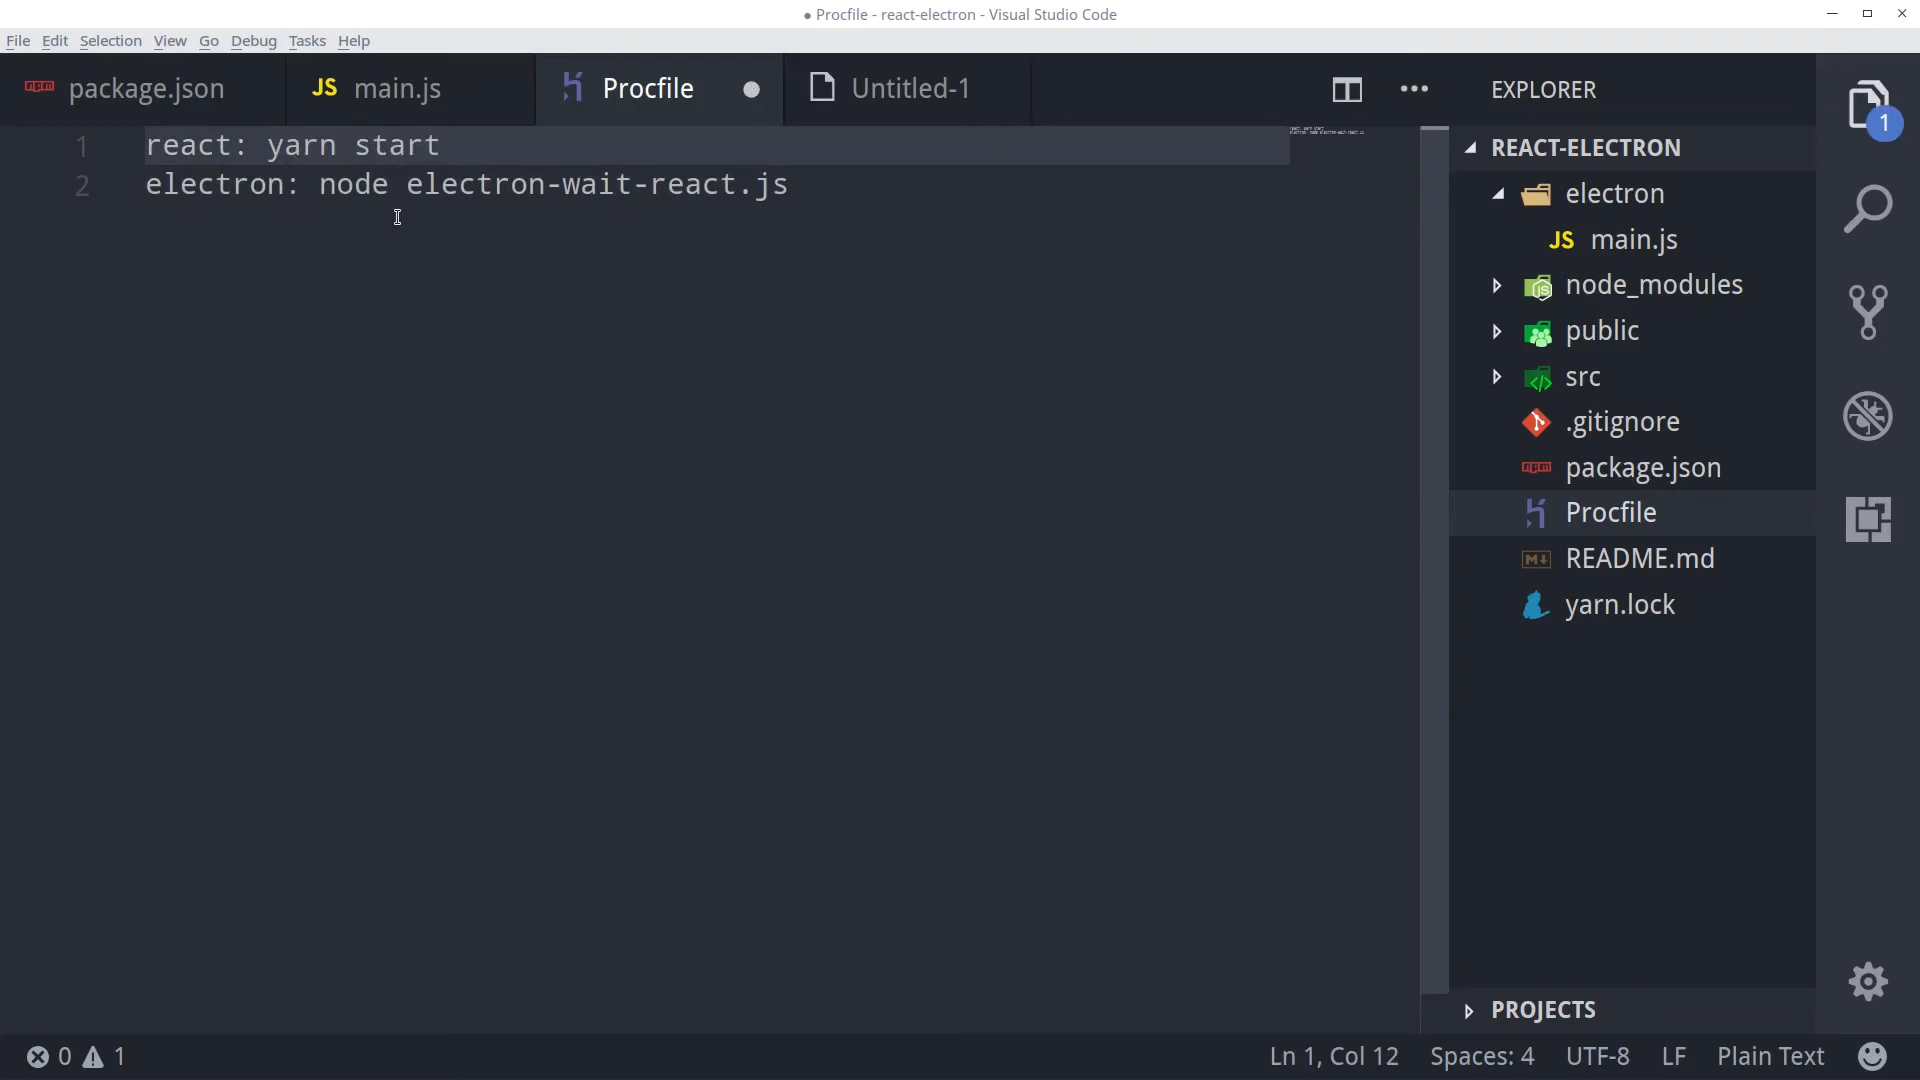 ● Procfile - react-electron - Visual Studio Code
File Edit Selection View Go Debug Tasks Help
package.json
JS main.js
Procfile
Untitled-1
EXPLORER
1 react: yarn start
2 electron: node electron-wait-react.js
REACT-ELECTRON
electron
JS main.js
node_modules
public
src
.gitignore
package.json
Procfile
README.md
yarn.lock
1
PROJECTS
0 1
Ln 1, Col 12 Spaces: 4 UTF-8 LF Plain Text